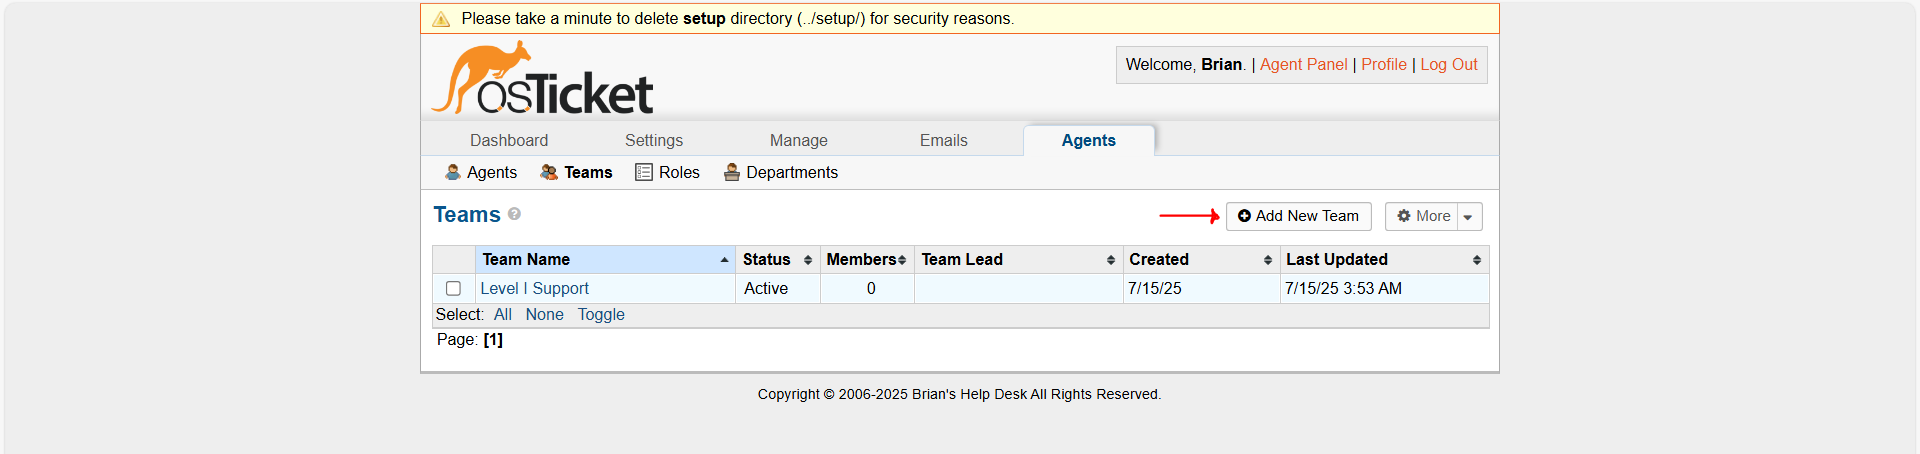 Please take a minute to delete setup directory (../setup/) for security reasons.
osTicket
Welcome, Brian. | Agent Panel | Profile | Log Out
Dashboard Settings Manage Emails Agents
Agents Teams Roles Departments
Teams ? Add New Team More
Team Name Status Members Team Lead Created Last Updated
Level I Support Active 0 7/15/25 7/15/25 3:53 AM
Select: All None Toggle
Page: [1]
Copyright © 2006-2025 Brian's Help Desk All Rights Reserved.